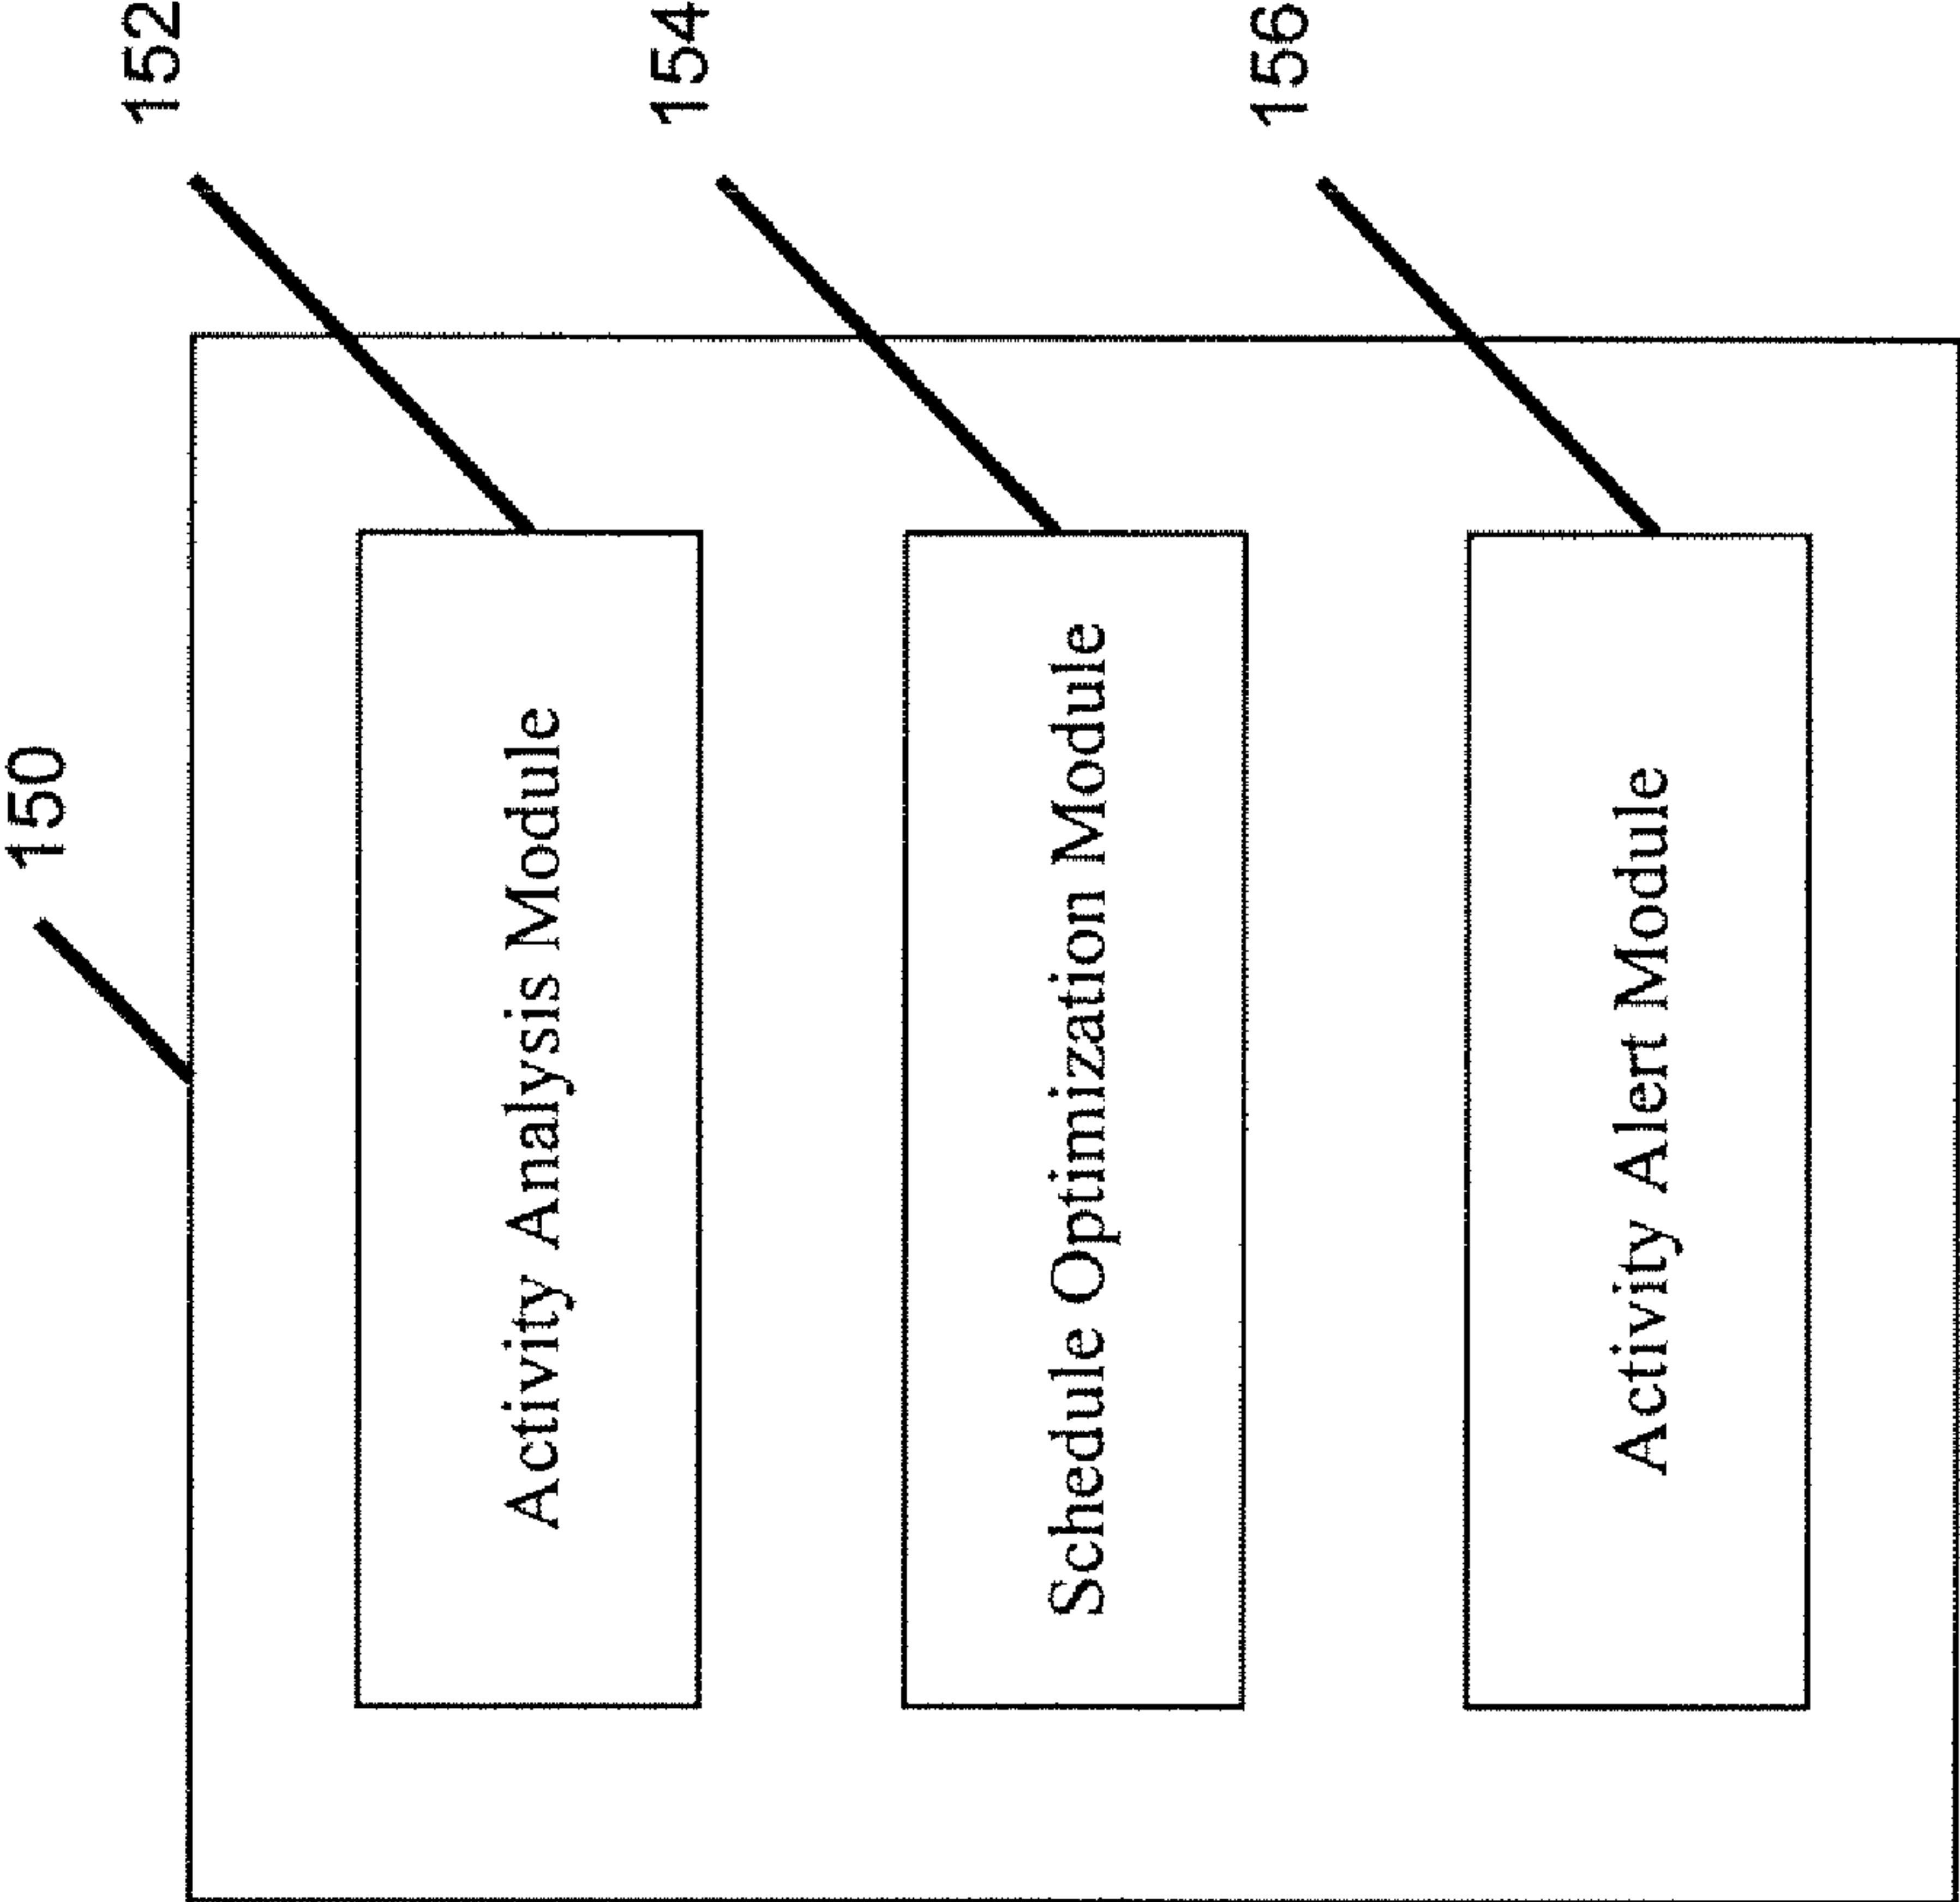 150
152
Activity Analysis Module
154
Schedule Optimization Module
156
Activity Alert Module